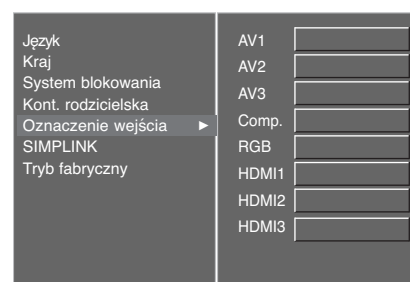 Język
Kraj
System blokowania
Kont. rodzicielska
Oznaczenie wejścia ►
SIMPLINK
Tryb fabryczny
AV1
AV2
AV3
Comp.
RGB
HDMI1
HDMI2
HDMI3